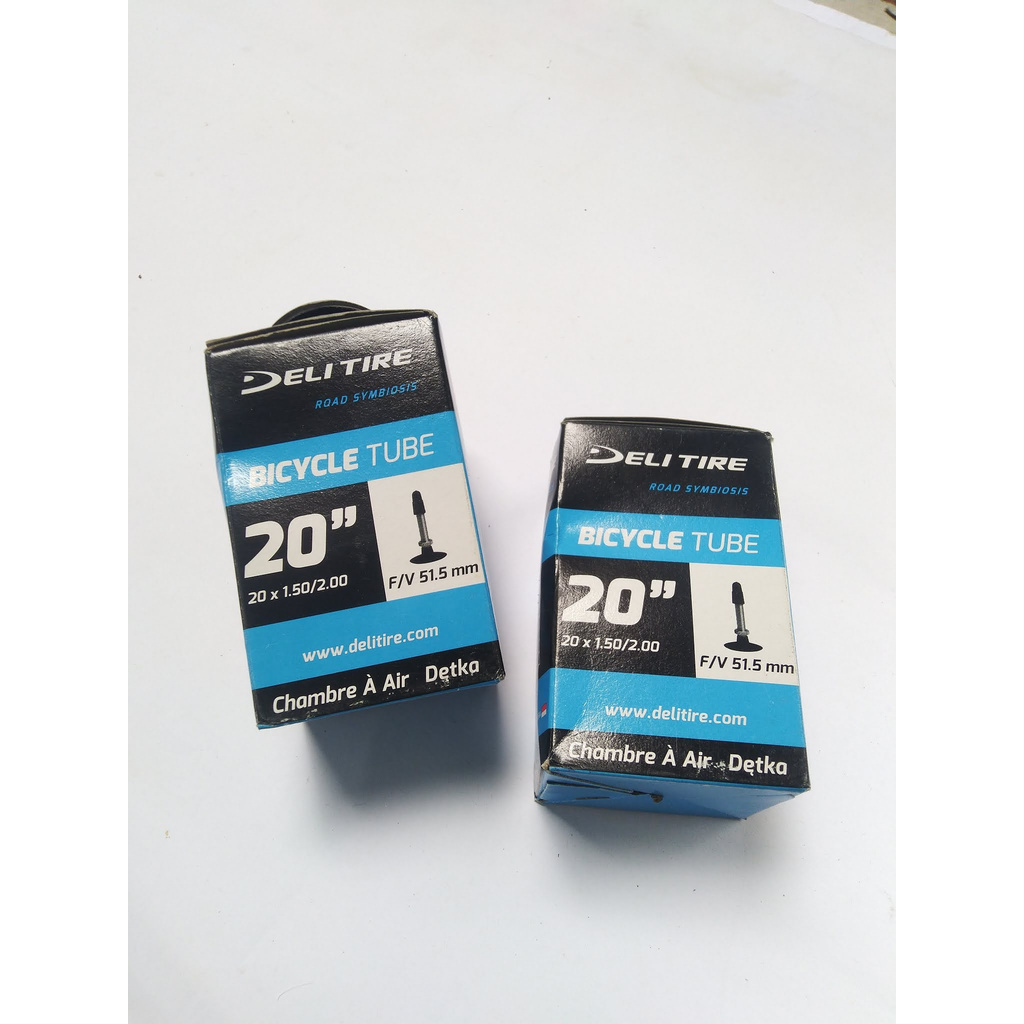 DELI TIRE
ROAD SYMBIOSIS
BICYCLE TUBE
20”
20 x 1.50/2.00
F/V 51.5 mm
www.delitire.com
Chambre À Air Dętka
DELI TIRE
ROAD SYMBIOSIS
BICYCLE TUBE
20”
20 x 1.50/2.00
F/V 51.5 mm
www.delitire.com
Chambre À Air Dętka